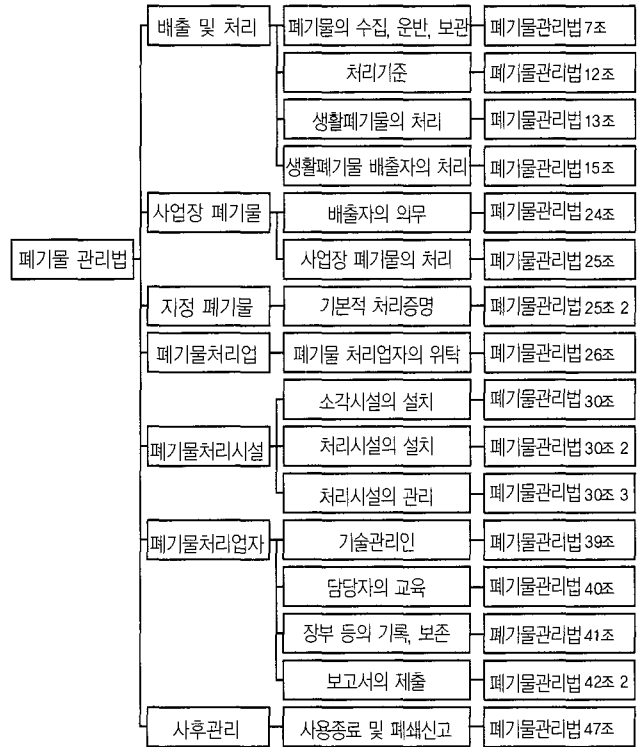 배출 및 처리 폐기물의 수집, 운반, 보관 폐기물관리법7조
처리기준 폐기물관리법12조
생활폐기물의 처리 폐기물관리법13조
생활폐기물 배출자의 처리 폐기물관리법15조
사업장 폐기물 배출자의 의무 폐기물관리법24조
폐기물 관리법 사업장 폐기물의 처리 폐기물관리법25조
지정 폐기물 기본적 처리증명 폐기물관리법25조 2
폐기물처리업 폐기물 처리업자의 위탁 폐기물관리법26조
소각시설의 설치 폐기물관리법30조
폐기물처리시설 처리시설의 설치 폐기물관리법30조 2
처리시설의 관리 폐기물관리법30조 3
폐기물처리업자 기술관리인 폐기물관리법39조
담당자의 교육 폐기물관리법40조
장부 등의 기록, 보존 폐기물관리법41조
보고서의 제출 폐기물관리법42조 2
사후관리 사용종료 및 폐쇄신고 폐기물관리법47조